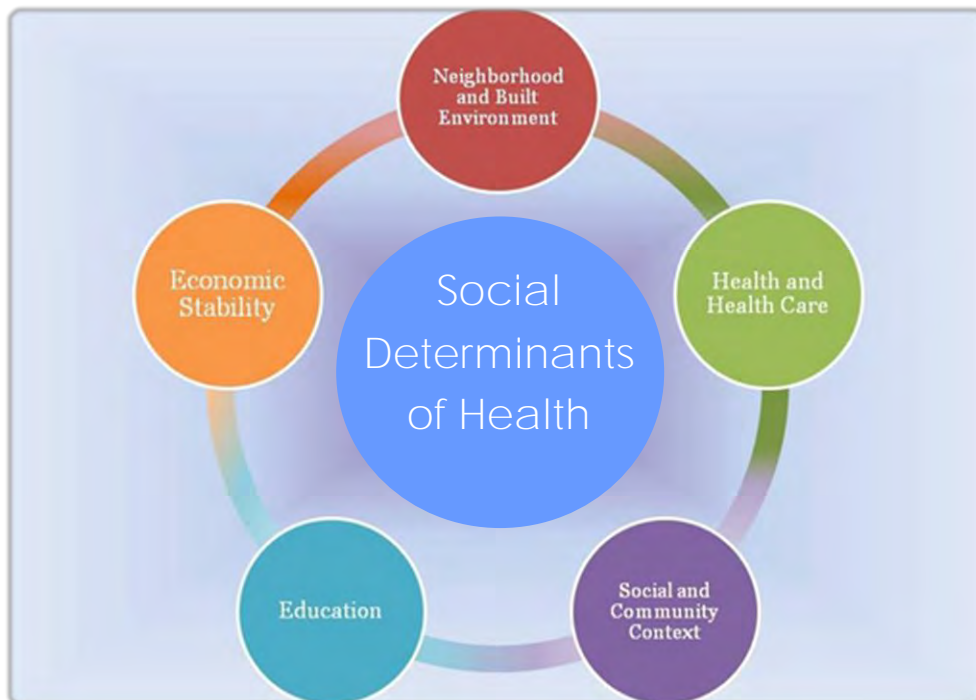 Neighborhood
and Built
Environment
Economic
Stability
Social
Determinants
of Health
Health and
Health Care
Education
Social and
Community
Context